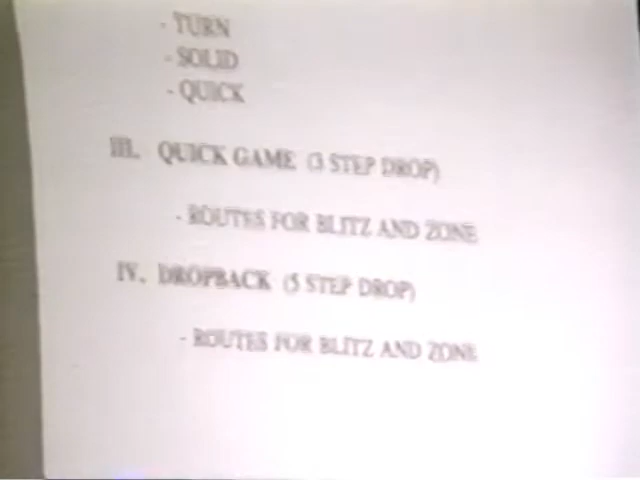 - TURN
- SOLID
- QUICK
III. QUICK GAME (3 STEP DROP)
- ROUTES FOR BLITZ AND ZONE
IV. DROPBACK (5 STEP DROP)
- ROUTES FOR BLITZ AND ZONE